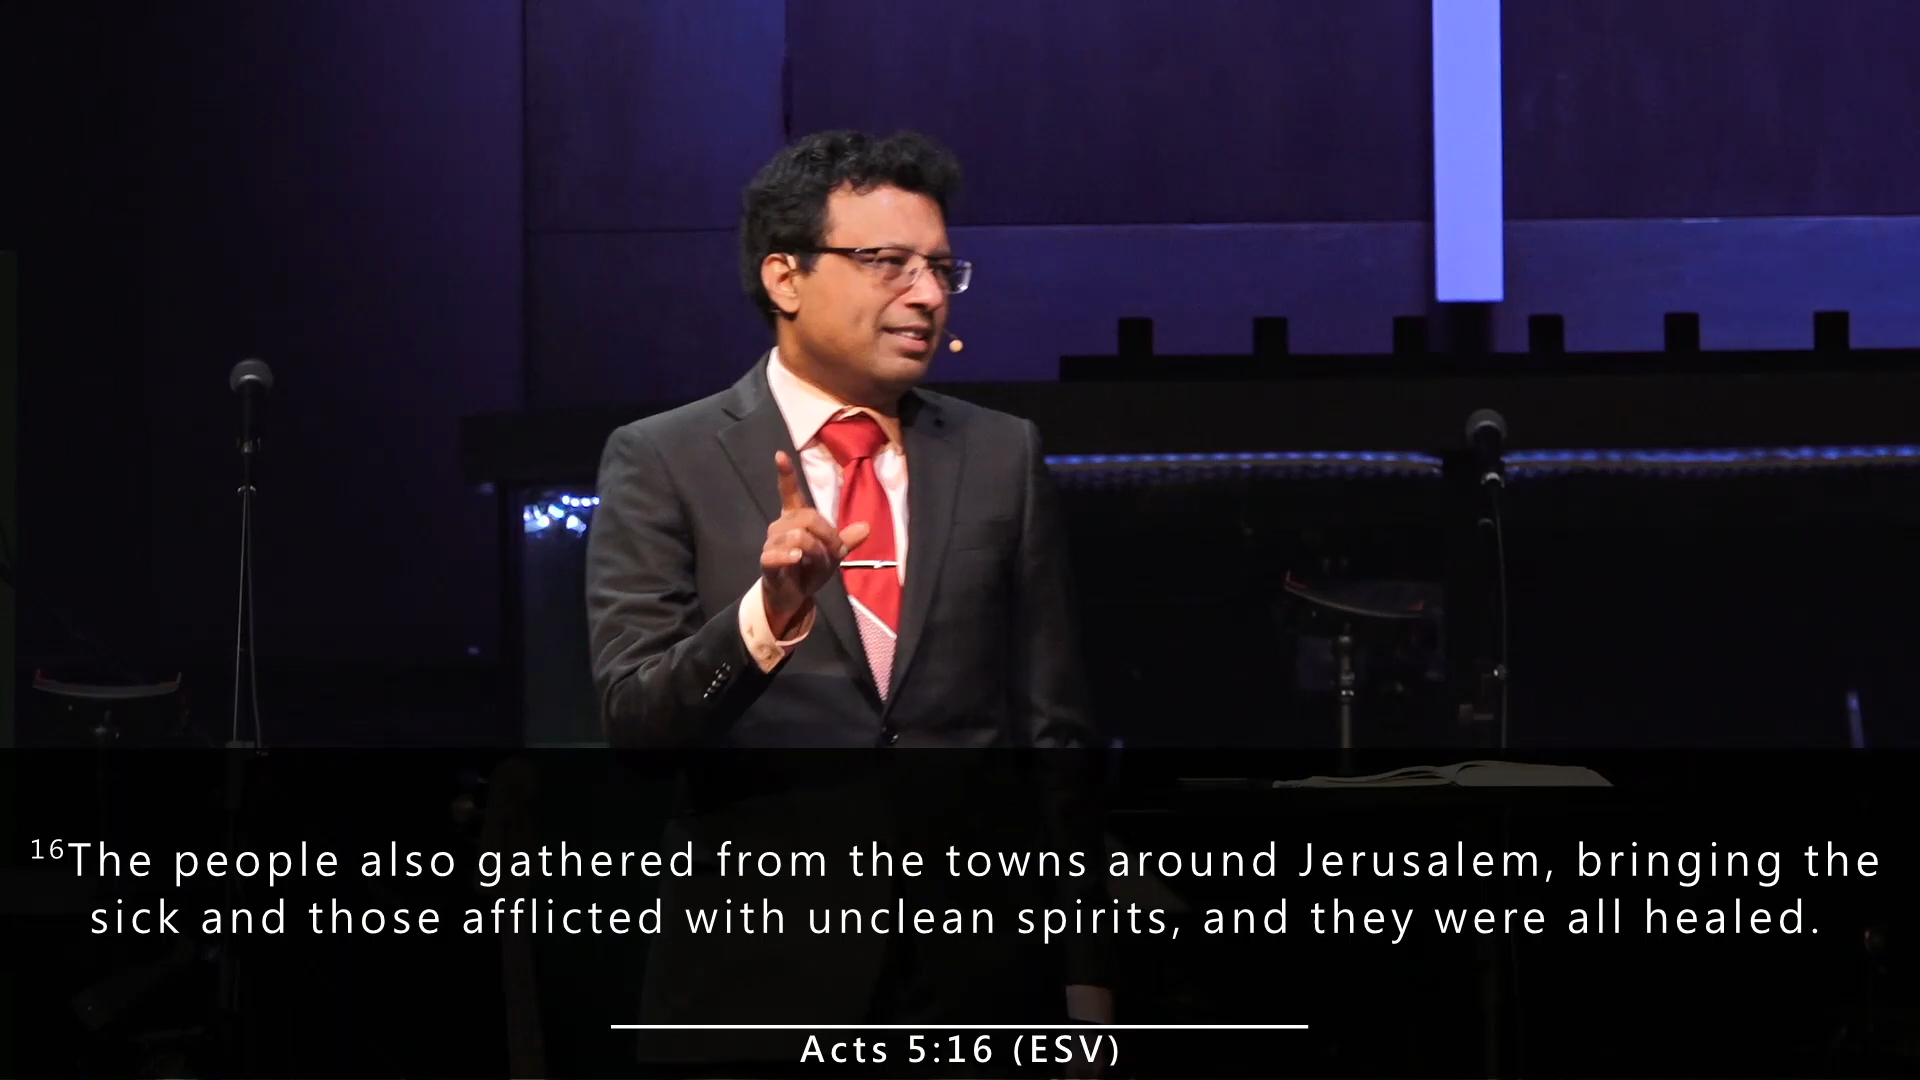 16The people also gathered from the towns around Jerusalem, bringing the
sick and those afflicted with unclean spirits, and they were all healed.
Acts 5:16 (ESV)